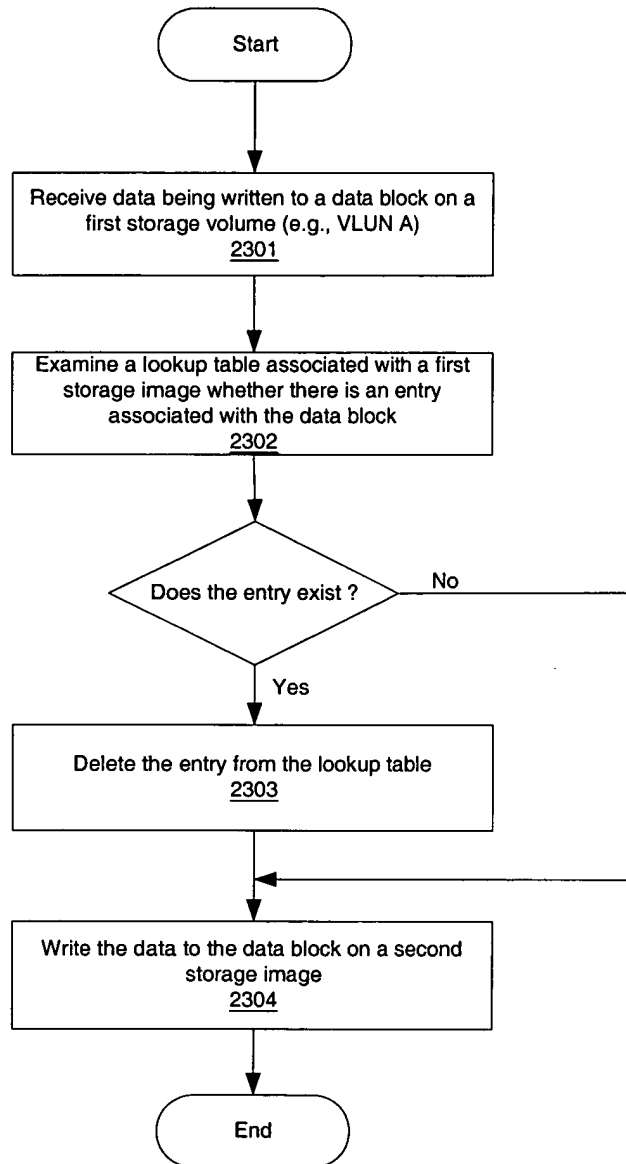 Start
Receive data being written to a data block on a
first storage volume (e.g., VLUN A)
2301
Examine a lookup table associated with a first
storage image whether there is an entry
associated with the data block
2302
Does the entry exist ?
No
Yes
Delete the entry from the lookup table
2303
Write the data to the data block on a second
storage image
2304
End